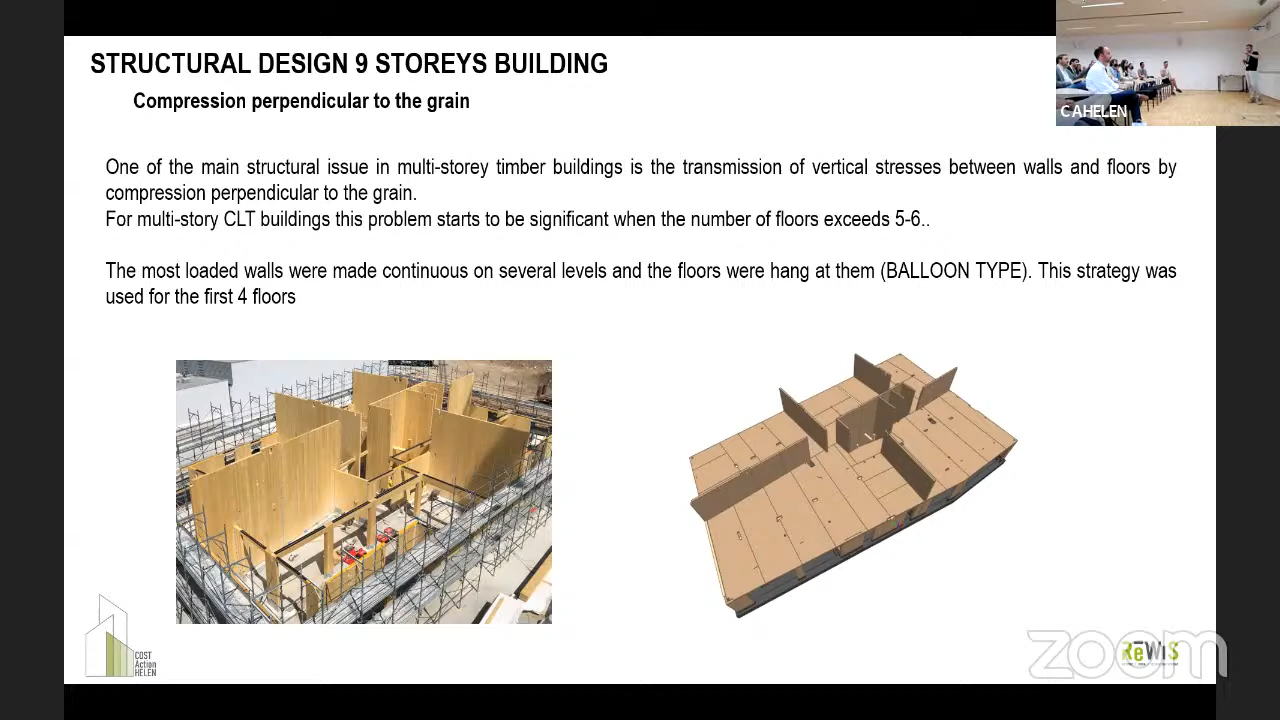 STRUCTURAL DESIGN 9 STOREYS BUILDING
Compression perpendicular to the grain
C A HELEN
One of the main structural issue in multi-storey timber buildings is the transmission of vertical stresses between walls and floors by
compression perpendicular to the grain.
For multi-story CLT buildings this problem starts to be significant when the number of floors exceeds 5-6..
The most loaded walls were made continuous on several levels and the floors were hang at them (BALLOON TYPE). This strategy was
used for the first 4 floors
COST
Action
HELEN
zoom
ReWiS